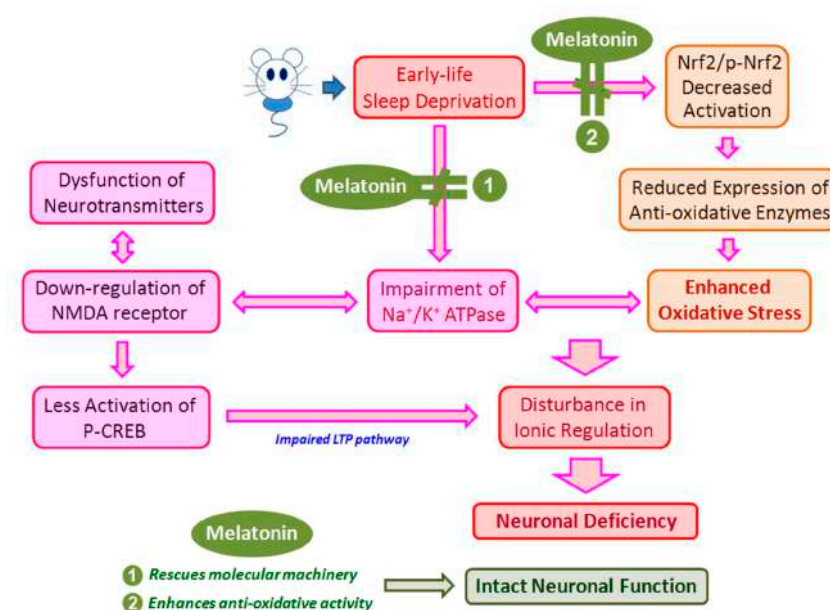 Melatonin
Early-life
Sleep Deprivation
Nrf2/p-Nrf2
Decreased
Activation
2
Melatonin
1
Dysfunction of
Neurotransmitters
Reduced Expression of
Anti-oxidative Enzymes
Down-regulation of
NMDA receptor
Impairment of
Na⁺/K⁺ ATPase
Enhanced
Oxidative Stress
Less Activation of
P-CREB
Impaired LTP pathway
Disturbance in
Ionic Regulation
Neuronal Deficiency
Melatonin
1 Rescues molecular machinery
2 Enhances anti-oxidative activity
Intact Neuronal Function